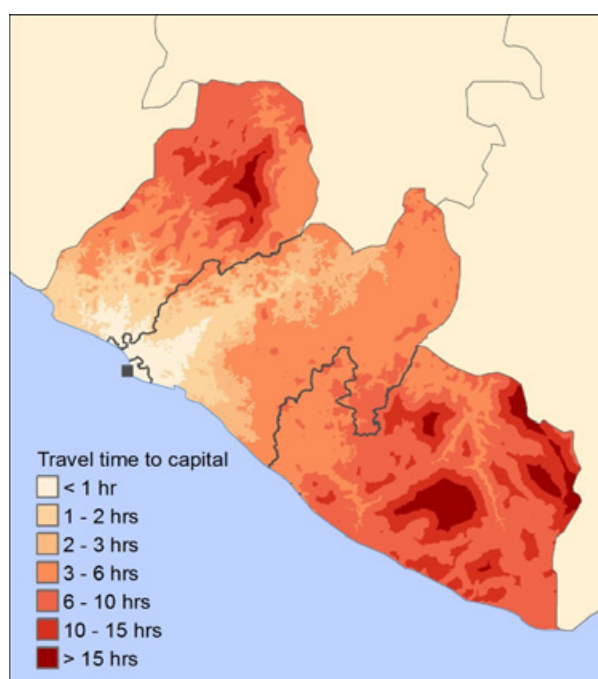 Travel time to capital
< 1 hr
1 - 2 hrs
2 - 3 hrs
3 - 6 hrs
6 - 10 hrs
10 - 15 hrs
> 15 hrs